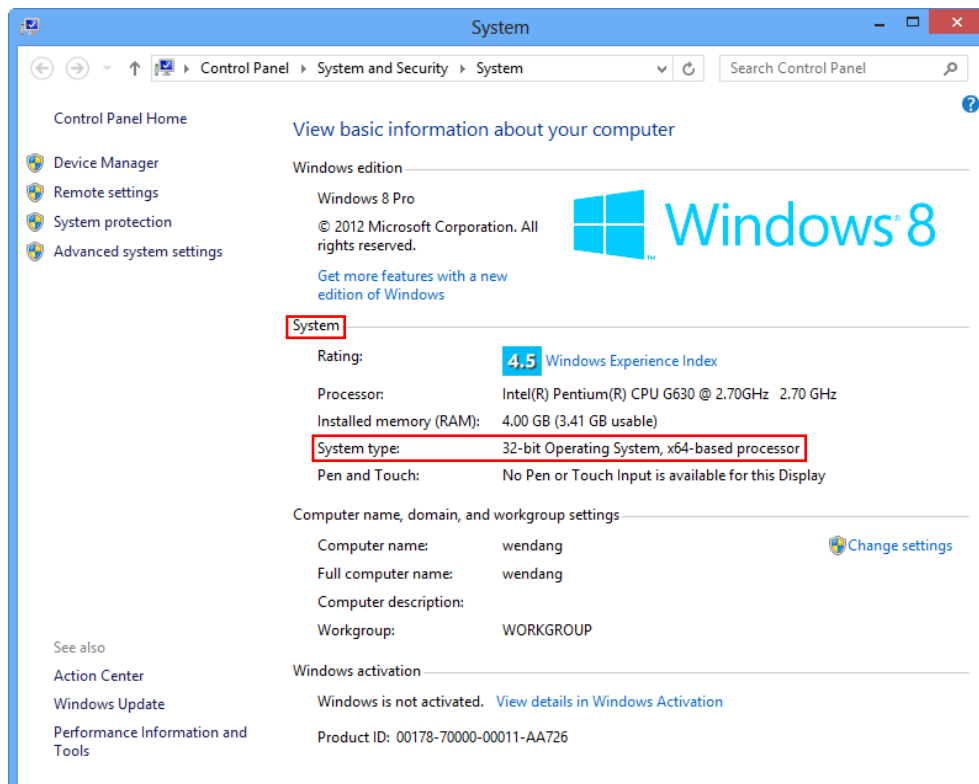 System
Control Panel System and Security System
Search Control Panel
Control Panel Home
Device Manager
Remote settings
System protection
Advanced system settings
See also
Action Center
Windows Update
Performance Information and
Tools
View basic information about your computer
Windows edition
Windows 8 Pro
© 2012 Microsoft Corporation. All
rights reserved.
Get more features with a new
edition of Windows
Windows® 8
System
Rating: 4.5 Windows Experience Index
Processor: Intel(R) Pentium(R) CPU G630 @ 2.70GHz 2.70 GHz
Installed memory (RAM): 4.00 GB (3.41 GB usable)
System type: 32-bit Operating System, x64-based processor
Pen and Touch: No Pen or Touch Input is available for this Display
Computer name, domain, and workgroup settings
Computer name: wendang Change settings
Full computer name: wendang
Computer description:
Workgroup: WORKGROUP
Windows activation
Windows is not activated. View details in Windows Activation
Product ID: 00178-70000-00011-AA726